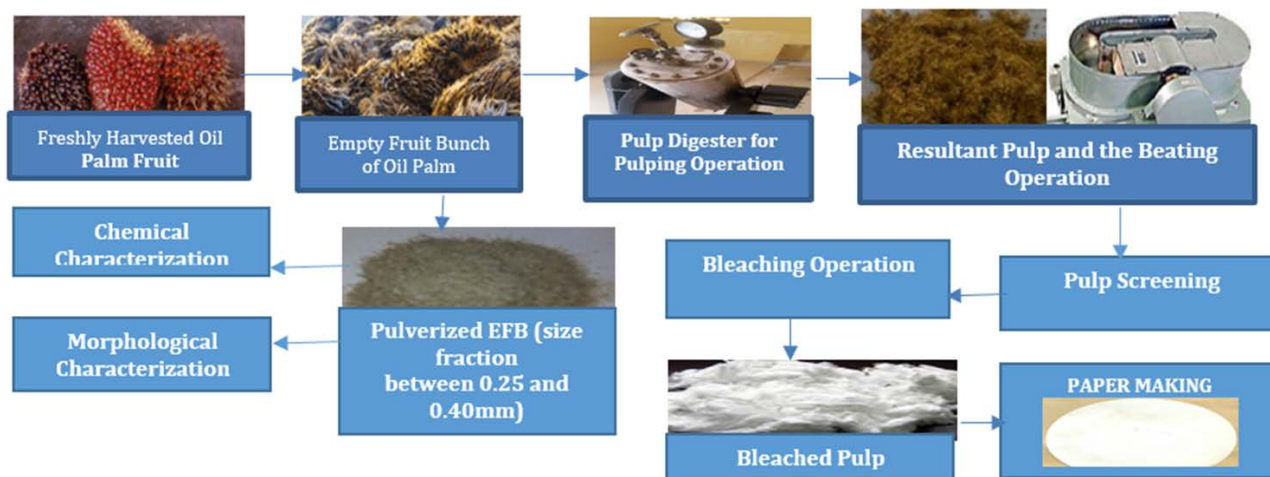 Freshly Harvested Oil
Palm Fruit
Empty Fruit Bunch
of Oil Palm
Pulp Digester for
Pulping Operation
Resultant Pulp and the Beating
Operation
Chemical
Characterization
Morphological
Characterization
Pulverized EFB (size
fraction
between 0.25 and
0.40mm)
Bleaching Operation
Pulp Screening
Bleached Pulp
PAPER MAKING